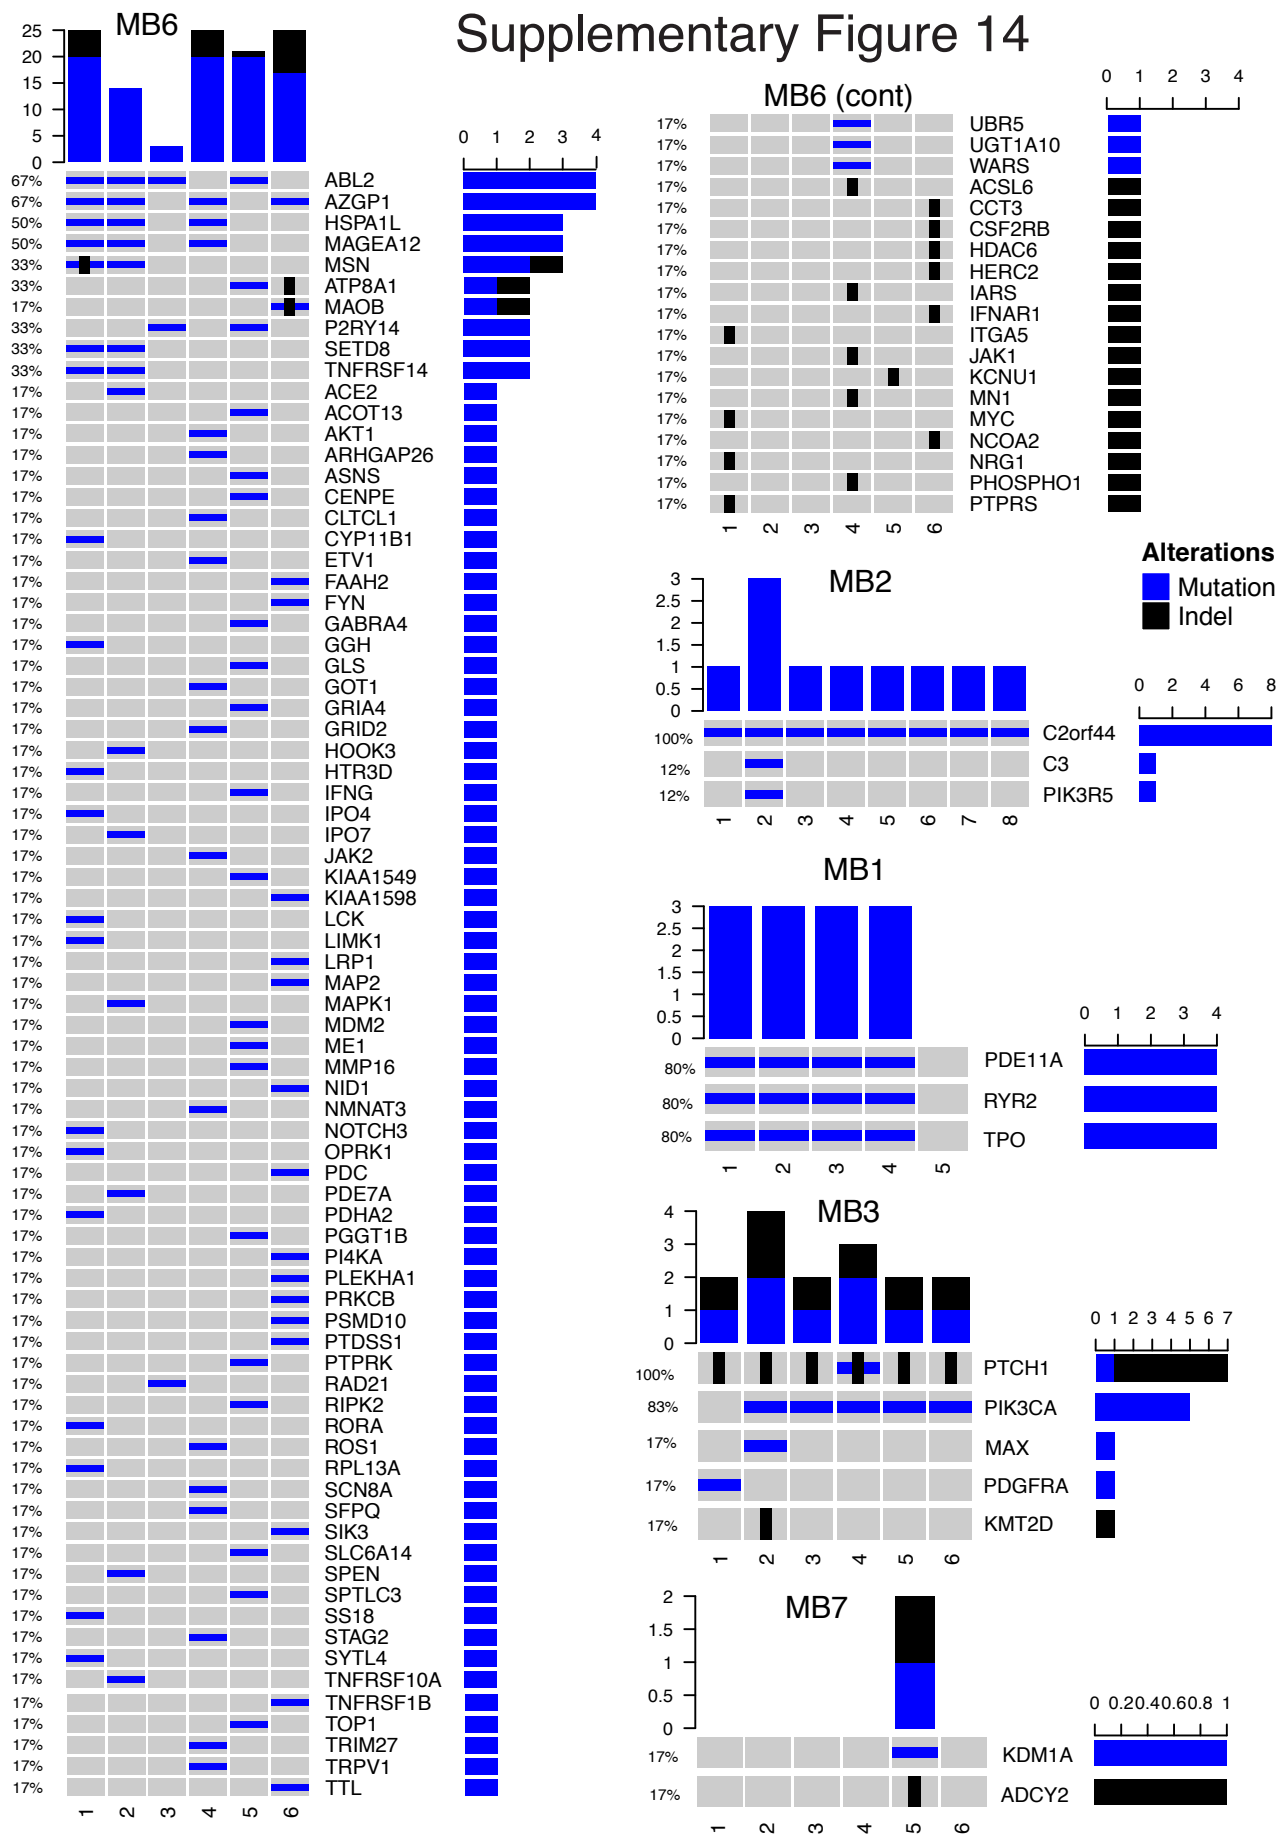 Supplementary Figure 14
MB6
25
20
15
10
5
0
0 1 2 3 4
67% ABL2
67% AZGP1
50% HSPA1L
50% MAGEA12
33% MSN
33% ATP8A1
17% MAOB
33% P2RY14
33% SETD8
33% TNFRSF14
17% ACE2
17% ACOT13
17% AKT1
17% ARHGAP26
17% ASNS
17% CENPE
17% CLTCL1
17% CYP11B1
17% ETV1
17% FAAH2
17% FYN
17% GABRA4
17% GGH
17% GLS
17% GOT1
17% GRIA4
17% GRID2
17% HOOK3
17% HTR3D
17% IFNG
17% IPO4
17% IPO7
17% JAK2
17% KIAA1549
17% KIAA1598
17% LCK
17% LIMK1
17% LRP1
17% MAP2
17% MAPK1
17% MDM2
17% ME1
17% MMP16
17% NID1
17% NMNAT3
17% NOTCH3
17% OPRK1
17% PDC
17% PDE7A
17% PDHA2
17% PGGT1B
17% PI4KA
17% PLEKHA1
17% PRKCB
17% PSMD10
17% PTDSS1
17% PTPRK
17% RAD21
17% RIPK2
17% RORA
17% ROS1
17% RPL13A
17% SCN8A
17% SFPQ
17% SIK3
17% SLC6A14
17% SPEN
17% SPTLC3
17% SS18
17% STAG2
17% SYTL4
17% TNFRSF10A
17% TNFRSF1B
17% TOP1
17% TRIM27
17% TRPV1
17% TTL
1 2 3 4 5 6
MB6 (cont)
0 1 2 3 4
17% UBR5
17% UGT1A10
17% WARS
17% ACSL6
17% CCT3
17% CSF2RB
17% HDAC6
17% HERC2
17% IARS
17% IFNAR1
17% ITGA5
17% JAK1
17% KCNU1
17% MN1
17% MYC
17% NCOA2
17% NRG1
17% PHOSPHO1
17% PTPRS
1 2 3 4 5 6
Alterations
Mutation
Indel
MB2
3
2.5
2
1.5
1
0.5
0
0 2 4 6 8
100% C2orf44
12% C3
12% PIK3R5
1 2 3 4 5 6 7 8
MB1
3
2.5
2
1.5
1
0.5
0
0 1 2 3 4
80% PDE11A
80% RYR2
80% TPO
1 2 3 4 5
MB3
4
3
2
1
0
0 1 2 3 4 5 6 7
100% PTCH1
83% PIK3CA
17% MAX
17% PDGFRA
17% KMT2D
1 2 3 4 5 6
MB7
2
1.5
1
0.5
0
0 0.2 0.4 0.6 0.8 1
17% KDM1A
17% ADCY2
1 2 3 4 5 6